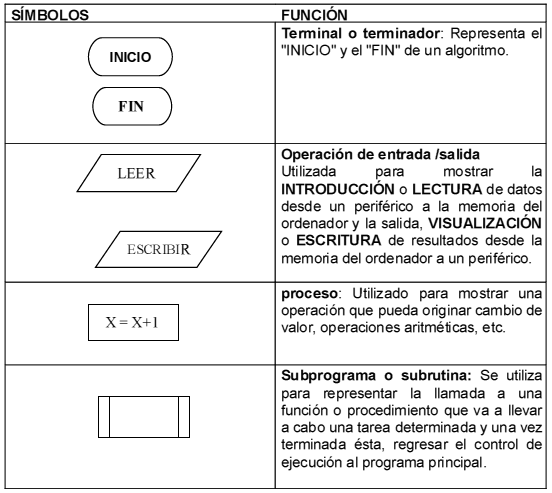 SÍMBOLOS FUNCIÓN
INICIO
FIN
Terminal o terminador: Representa el
"INICIO" y el "FIN" de un algoritmo.
LEER
ESCRIBIR
Operación de entrada /salida
Utilizada para mostrar la
INTRODUCCIÓN o LECTURA de datos
desde un periférico a la memoria del
ordenador y la salida, VISUALIZACIÓN
o ESCRITURA de resultados desde la
memoria del ordenador a un periférico.
X = X+1
proceso: Utilizado para mostrar una
operación que pueda originar cambio de
valor, operaciones aritméticas, etc.
Subprograma o subrutina: Se utiliza
para representar la llamada a una
función o procedimiento que va a llevar
a cabo una tarea determinada y una vez
terminada ésta, regresar el control de
ejecución al programa principal.